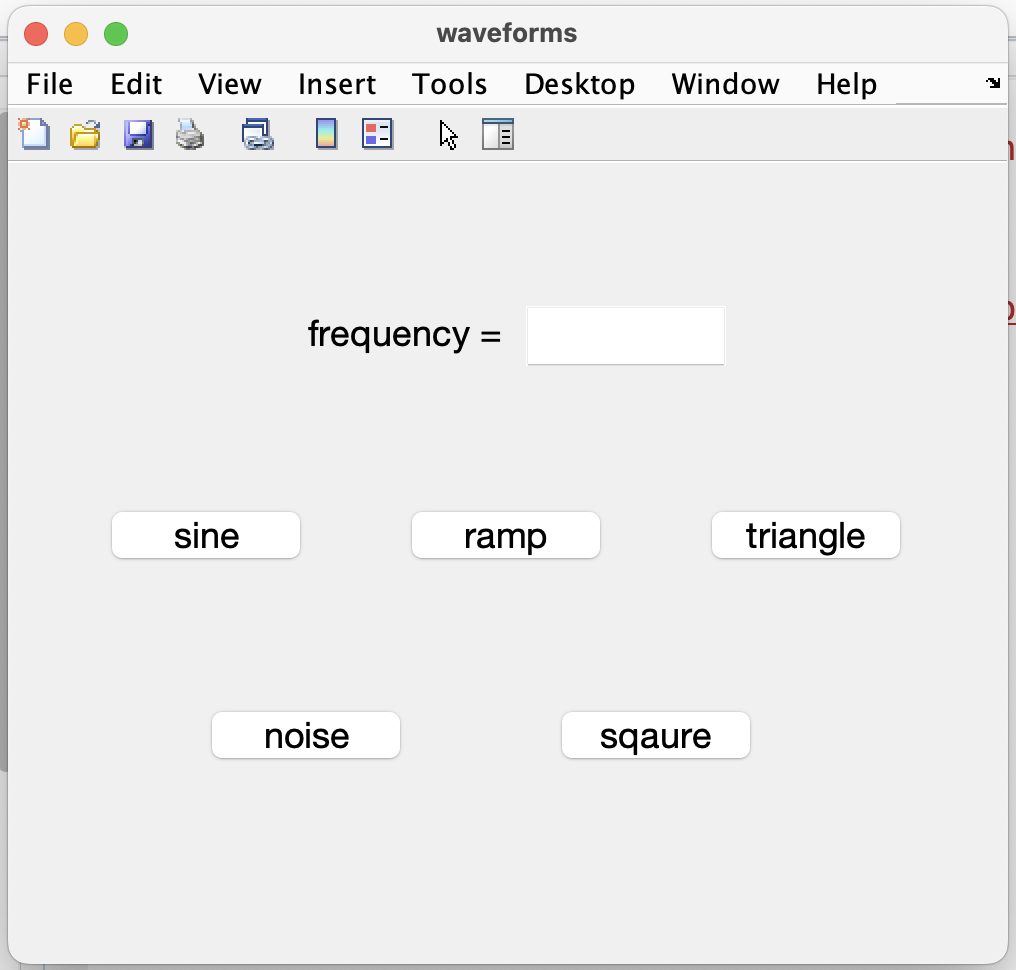 waveforms
File Edit View Insert Tools Desktop Window Help
frequency =
sine ramp triangle
noise sqaure